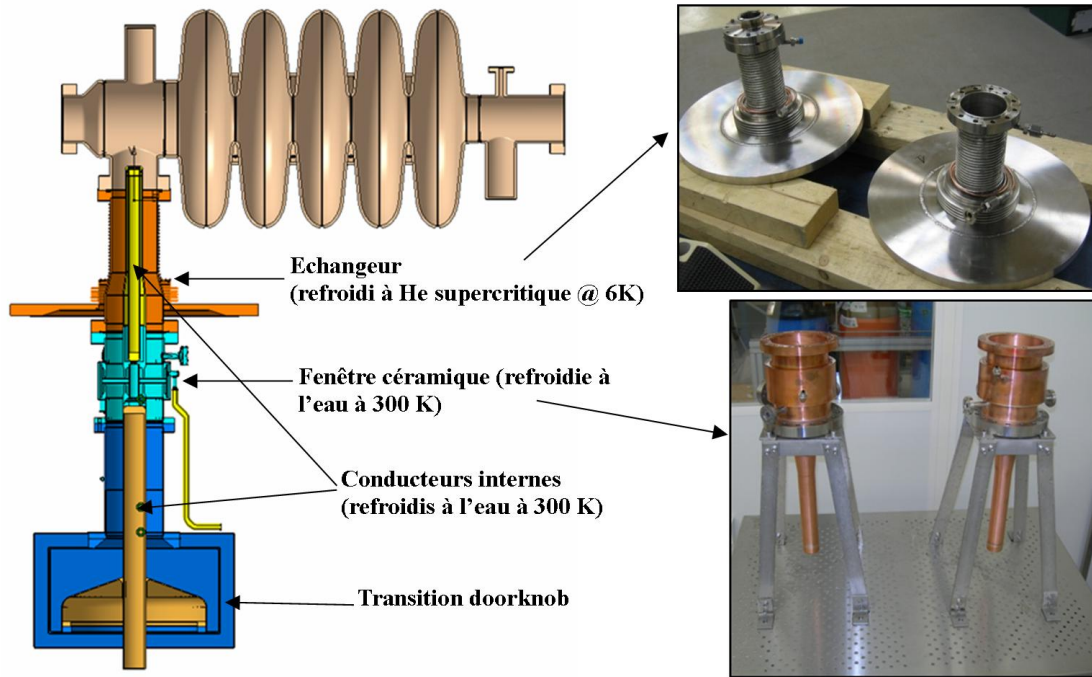 Echangeur
(refroidi à He supercritique @ 6K)
Fenêtre céramique (refroidie à
l'eau à 300 K)
Conducteurs internes
(refroidis à l'eau à 300 K)
Transition doorknob